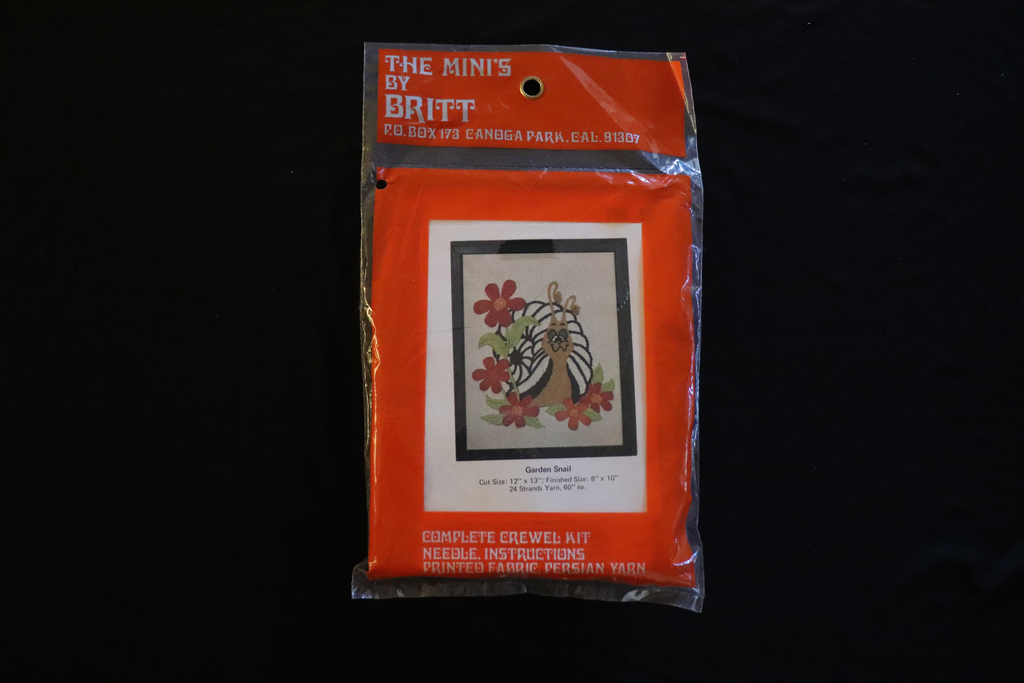 THE MINI'S
BY
BRITT
P.O. BOX 173 CANOGA PARK, CAL. 91307
Garden Snail
Cut Size: 12" x 13"; Finished Size: 8" x 10"
24 Strands Yarn, 60" ea.
COMPLETE CREWEL KIT
NEEDLE, INSTRUCTIONS
PRINTED FABRIC, PERSIAN YARN